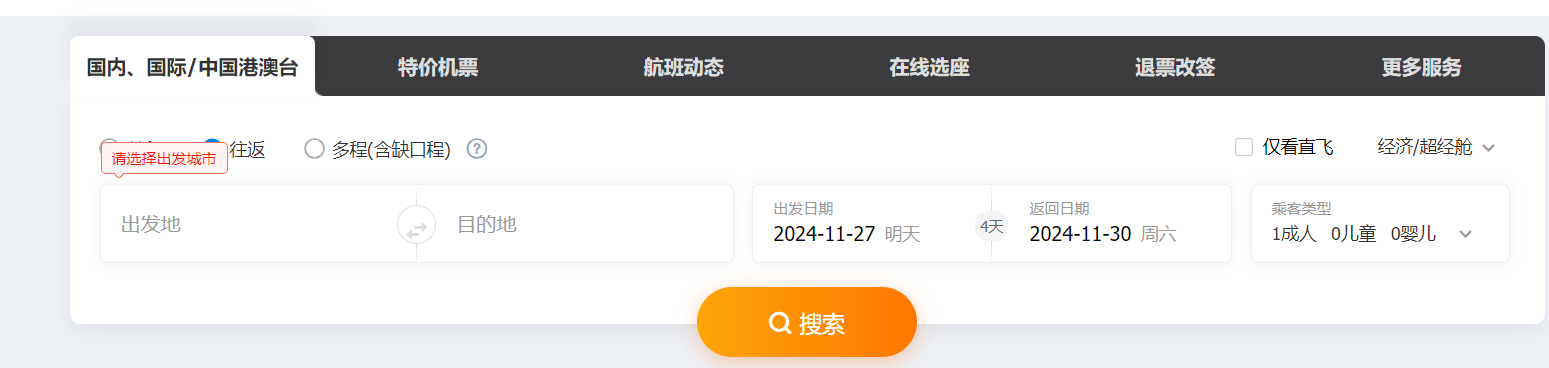 国内、国际/中国港澳台 特价机票 航班动态 在线选座 退票改签 更多服务
往返 多程(含缺口程) ? 仅看直飞 经济/超经舱
请选择出发城市
出发地 目的地
出发日期 返回日期 乘客类型
2024-11-27 明天 4天 2024-11-30 周六 1成人 0儿童 0婴儿
搜索